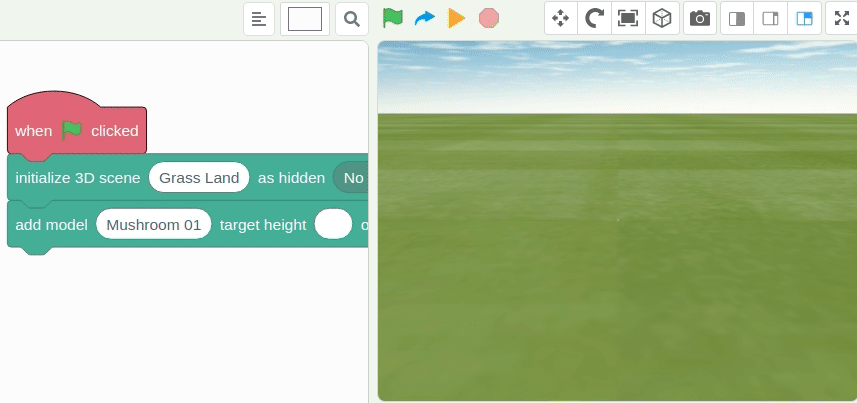 when clicked
initialize 3D scene Grass Land as hidden No
add model Mushroom 01 target height